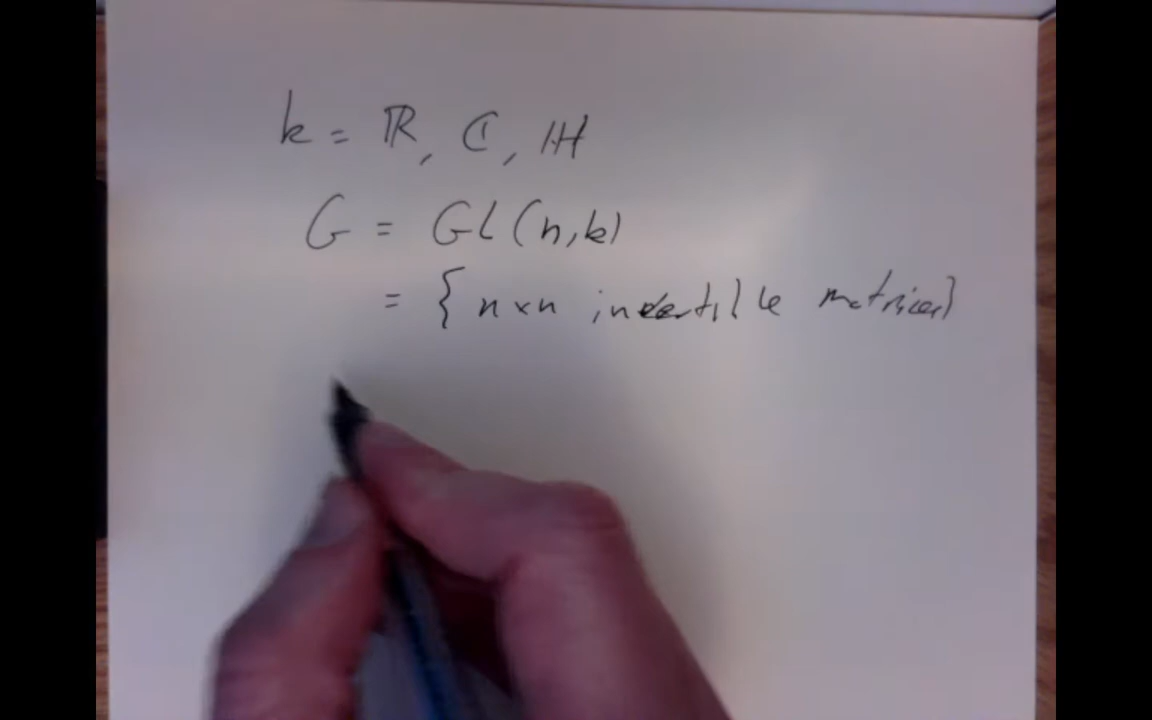 k = ℝ, ℂ, ℍ
G = GL(n,k)
= {n×n invertible matrices}